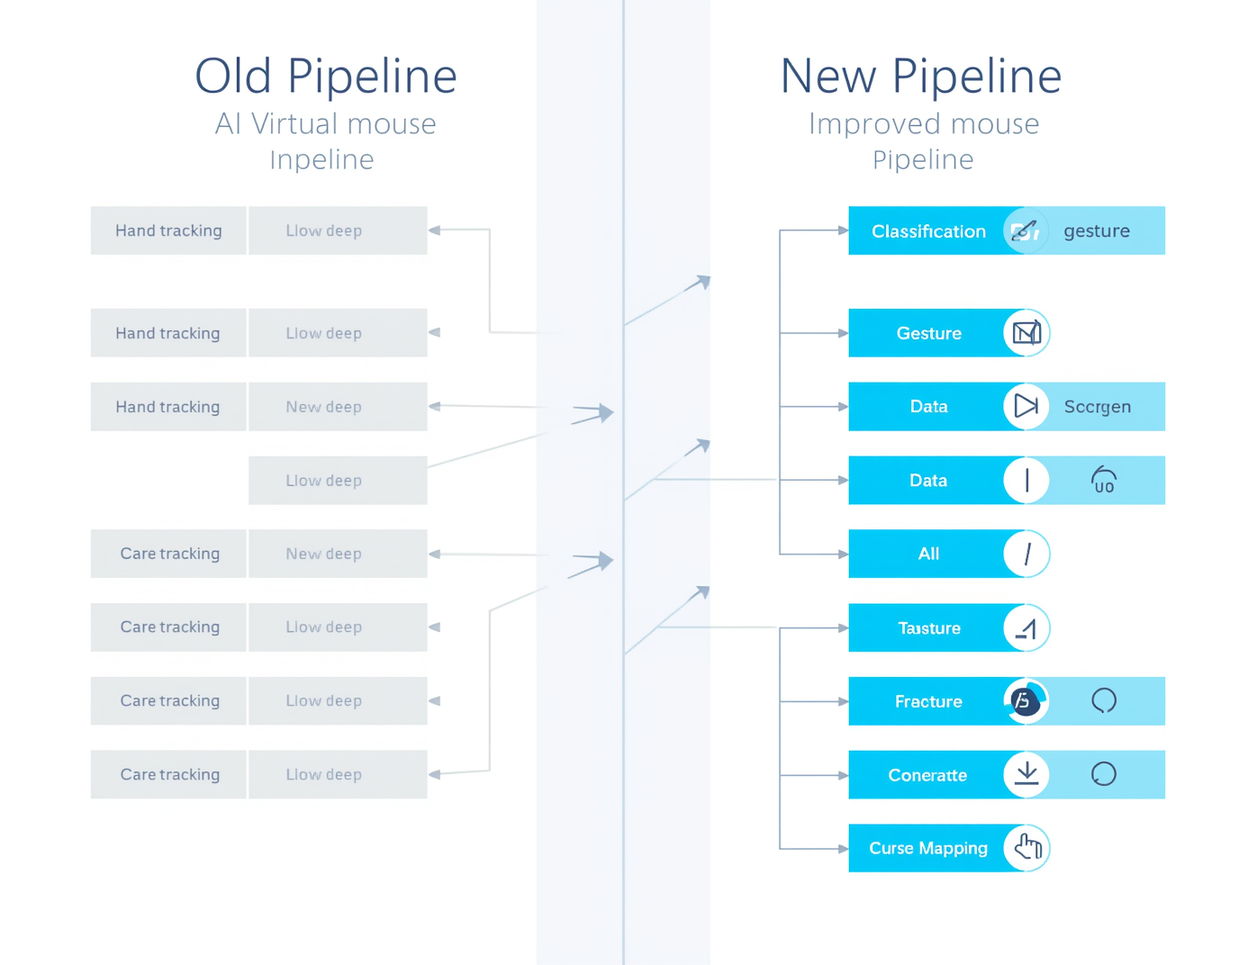 Old Pipeline
AI Virtual mouse
Inpeline
Hand tracking Llow deep
Hand tracking Llow deep
Hand tracking New deep
Llow deep
Care tracking New deep
Care tracking Llow deep
Care tracking Llow deep
Care tracking Llow deep
New Pipeline
Improved mouse
Pipeline
Classification gesture
Gesture
Data Soccrgen
Data
All
Tausture
Fracture
Coneratte
Curse Mapping